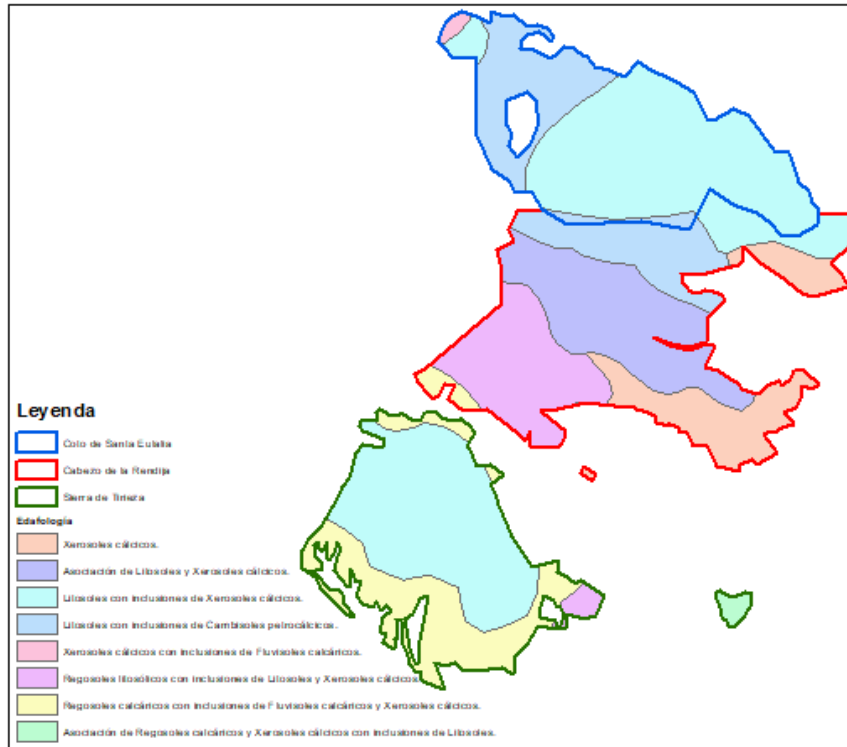 Leyenda
Coto de Santa Eulalia
Cabezo de la Rendija
Sierra de Tirieza
Edafología
Xerosoles cálcicos.
Asociación de Litosoles y Xerosoles cálcicos.
Litosoles con inclusiones de Xerosoles cálcicos.
Litosoles con inclusiones de Cambisoles petrocálcicos.
Xerosoles cálcicos con inclusiones de Fluvisoles calcáricos.
Regosoles litosólicos con inclusiones de Litosoles y Xerosoles cálcicos.
Regosoles calcáricos con inclusiones de Fluvisoles calcáricos y Xerosoles cálcicos.
Asociación de Regosoles calcáricos y Xerosoles cálcicos con inclusiones de Litosoles.